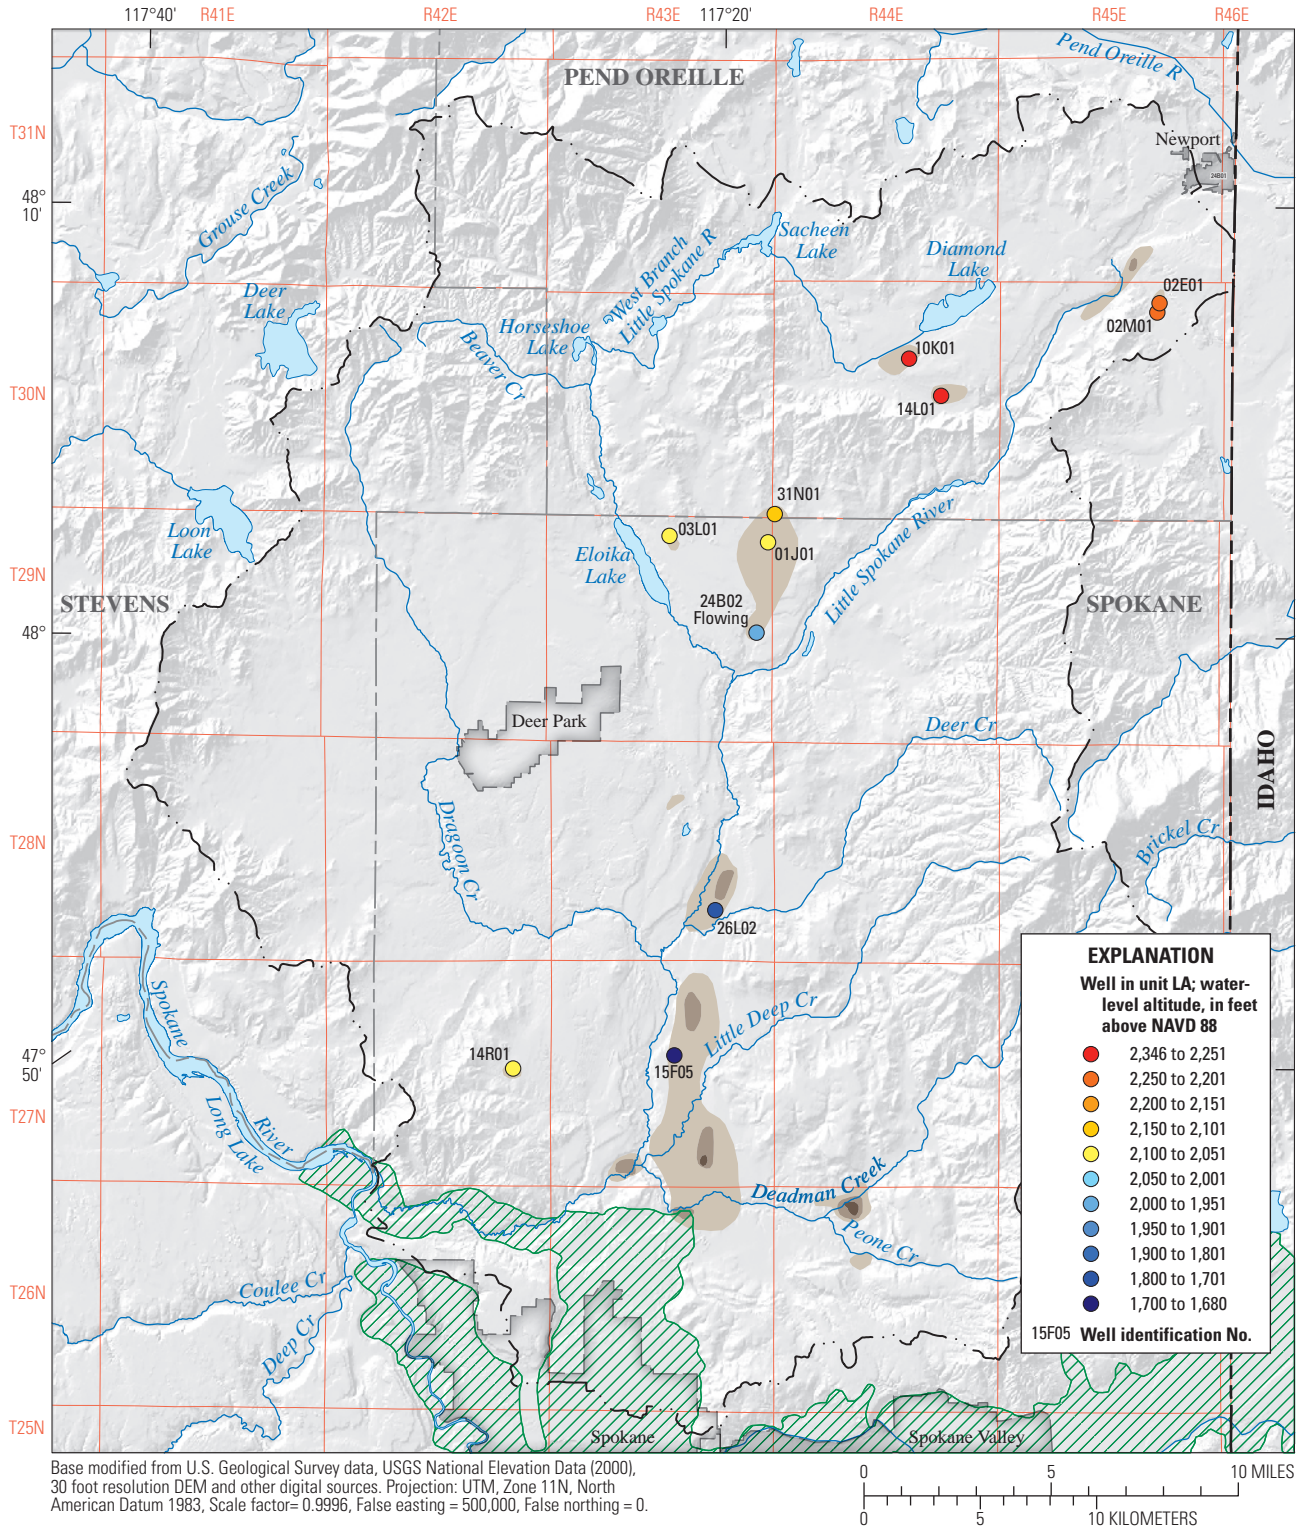 117°40'
R41E
R42E
R43E
117°20'
R44E
R45E
R46E
PEND OREILLE
Pend Oreille R
T31N
Newport
24B01
48°
10'
Grouse Creek
Sacheen
Lake
Diamond
Lake
West Branch
Little Spokane R
Deer
Lake
Horseshoe
Lake
Beaver Cr
02E01
02M01
10K01
14L01
T30N
31N01
03L01
01J01
Loon
Lake
Eloika
Lake
Little Spokane River
T29N
STEVENS
24B02
Flowing
SPOKANE
48°
Deer Park
Deer Cr
IDAHO
Dragoon Cr
T28N
Brickel Cr
26L02
Spokane
River
Long Lake
Little Deep Cr
47°
50'
14R01
15F05
T27N
Deadman Creek
Peone Cr
Coulee Cr
T26N
Deep Cr
T25N
Spokane
Spokane Valley
EXPLANATION
Well in unit LA; water-
level altitude, in feet
above NAVD 88
2,346 to 2,251
2,250 to 2,201
2,200 to 2,151
2,150 to 2,101
2,100 to 2,051
2,050 to 2,001
2,000 to 1,951
1,950 to 1,901
1,900 to 1,801
1,800 to 1,701
1,700 to 1,680
15F05 Well identification No.
Base modified from U.S. Geological Survey data, USGS National Elevation Data (2000),
30 foot resolution DEM and other digital sources. Projection: UTM, Zone 11N, North
American Datum 1983, Scale factor= 0.9996, False easting = 500,000, False northing = 0.
0 5 10 MILES
0 5 10 KILOMETERS